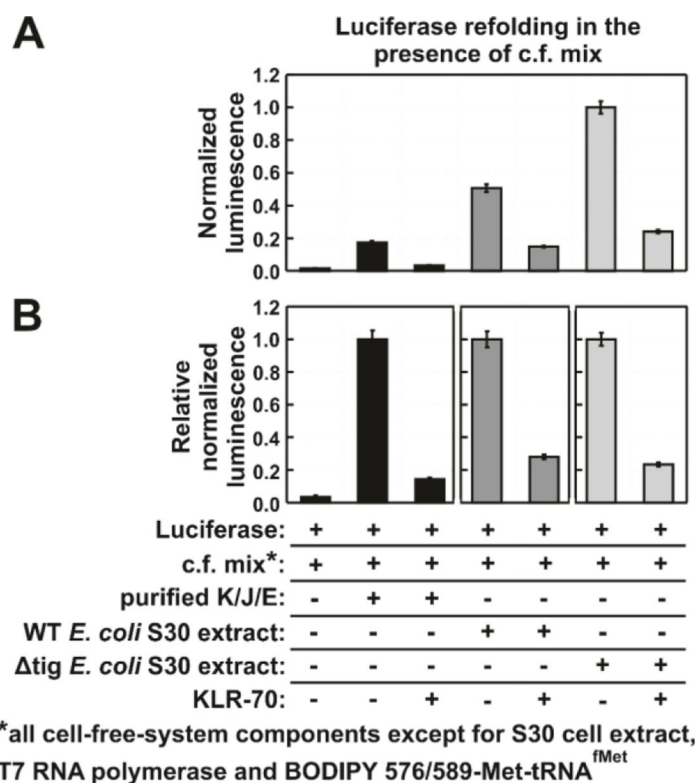 A
Luciferase refolding in the
presence of c.f. mix
Normalized
luminescence
1.2
1.0
0.8
0.6
0.4
0.2
0.0
B
Relative
normalized
luminescence
1.2
1.0
0.8
0.6
0.4
0.2
0.0
Luciferase: + + + + + + +
c.f. mix*: + + + + + + +
purified K/J/E: - + + - - - -
WT E. coli S30 extract: - - - + + - -
Δtig E. coli S30 extract: - - - - - + +
KLR-70: - - + - + - +
*all cell-free-system components except for S30 cell extract,
T7 RNA polymerase and BODIPY 576/589-Met-tRNA^fMet